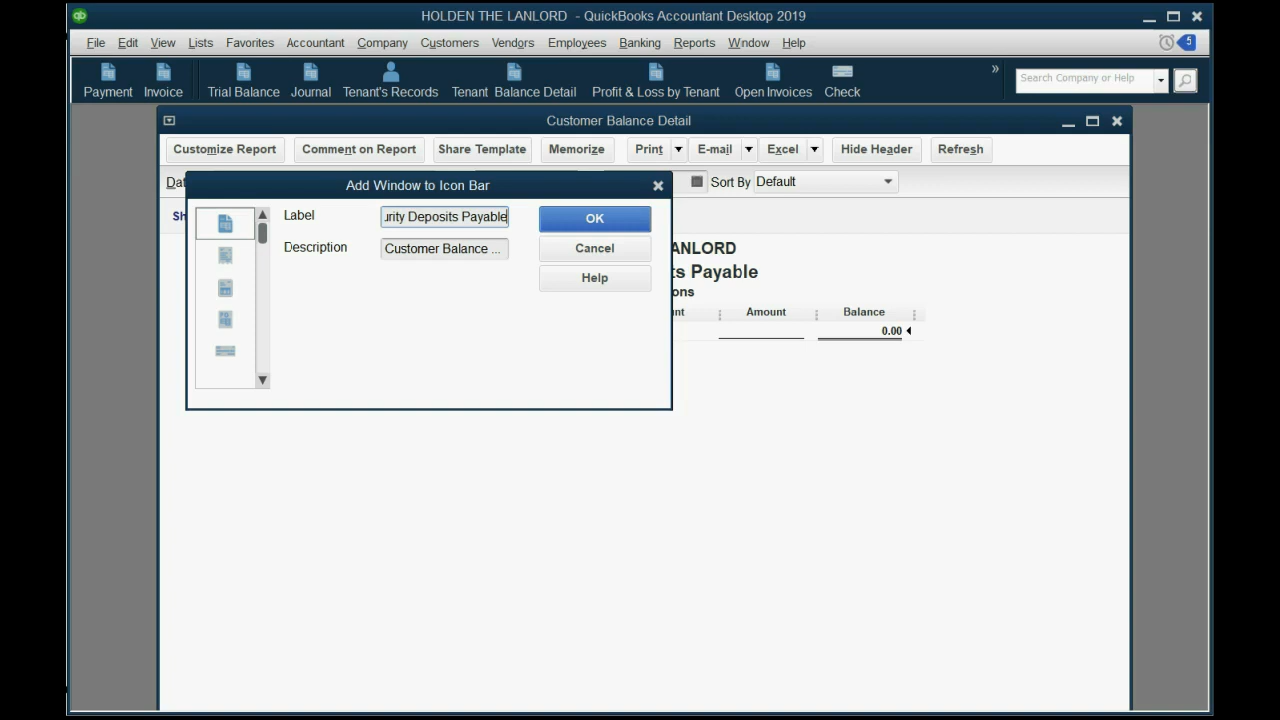 HOLDEN THE LANLORD - QuickBooks Accountant Desktop 2019
File Edit View Lists Favorites Accountant Company Customers Vendors Employees Banking Reports Window Help 5
Payment Invoice Trial Balance Journal Tenant's Records Tenant Balance Detail Profit & Loss by Tenant Open Invoices Check » Search Company or Help
Customer Balance Detail
Customize Report Comment on Report Share Template Memorize Print E-mail Excel Hide Header Refresh
Sort By Default
Add Window to Icon Bar
Label
urity Deposits Payable
OK
Description
Customer Balance ...
Cancel
Help
ANLORD
s Payable
ons
nt Amount Balance
0.00